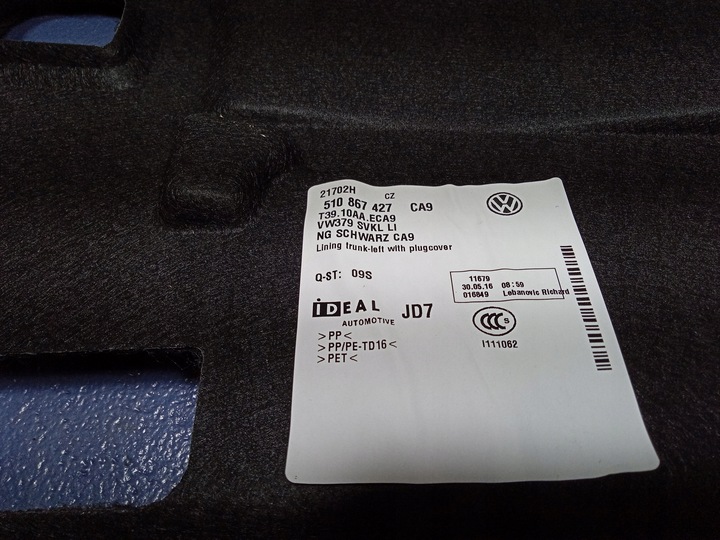 21702H CZ
510 867 427 CA9
T39.10AA.ECA9
VW379 SVKL LI
NG SCHWARZ CA9
Lining trunk-left with plugcover
Q-ST: 09S
11679
30.05.16 08:59
016849 Lebanovic Richard
IDEAL JD7
AUTOMOTIVE
CCC S
>PP<
>PP/PE-TD16< I111062
>PET<